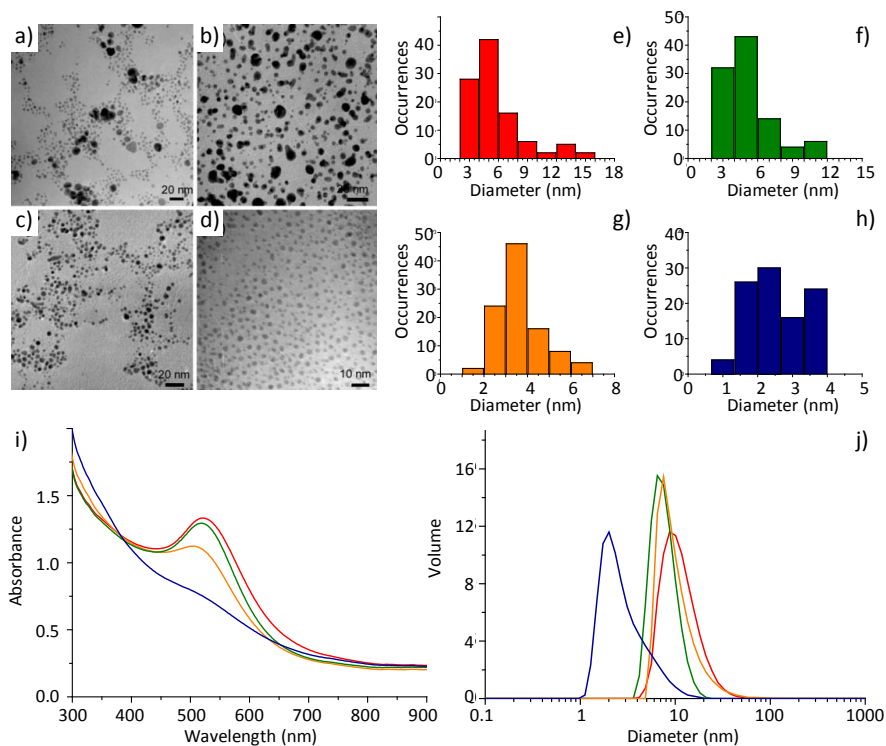 a)
b)
20 nm
20 nm
c)
d)
20 nm
10 nm
e)
Occurrences
50
40
30
20
10
0
0 3 6 9 12 15 18
Diameter (nm)
f)
Occurrences
50
40
30
20
10
0
0 3 6 9 12 15
Diameter (nm)
g)
Occurrences
50
40
30
20
10
0
0 2 4 6 8
Diameter (nm)
h)
Occurrences
40
30
20
10
0
0 1 2 3 4 5
Diameter (nm)
i)
Absorbance
1.5
1.0
0.5
0.0
300 400 500 600 700 800 900
Wavelength (nm)
j)
Volume
16
12
8
4
0
0.1 1 10 100 1000
Diameter (nm)